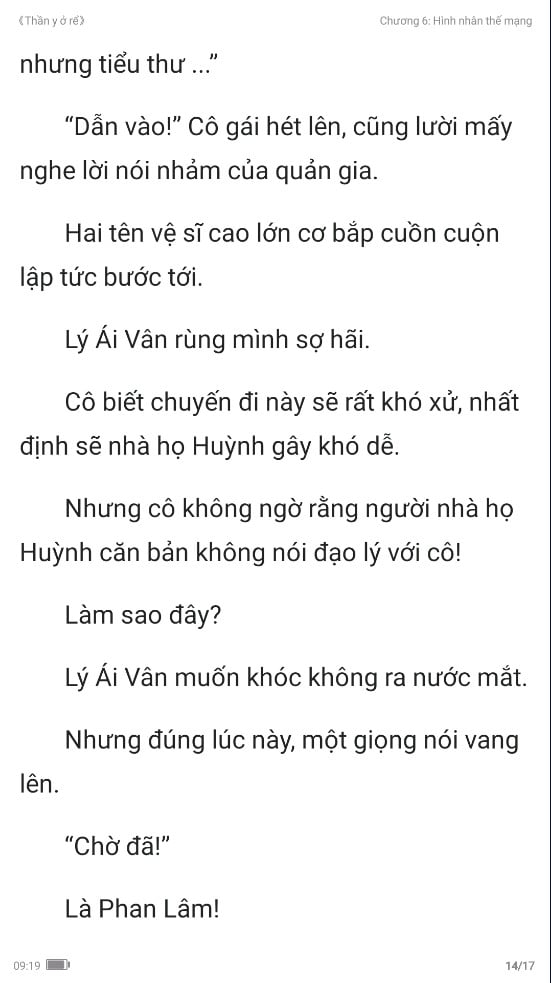 《Thần y ở rể》 Chương 6: Hình nhân thế mạng
nhưng tiểu thư ...”
“Dẫn vào!” Cô gái hét lên, cũng lười mấy
nghe lời nói nhảm của quản gia.
Hai tên vệ sĩ cao lớn cơ bắp cuồn cuộn
lập tức bước tới.
Lý Ái Vân rùng mình sợ hãi.
Cô biết chuyến đi này sẽ rất khó xử, nhất
định sẽ nhà họ Huỳnh gây khó dễ.
Nhưng cô không ngờ rằng người nhà họ
Huỳnh căn bản không nói đạo lý với cô!
Làm sao đây?
Lý Ái Vân muốn khóc không ra nước mắt.
Nhưng đúng lúc này, một giọng nói vang
lên.
“Chờ đã!”
Là Phan Lâm!
09:19 14/17